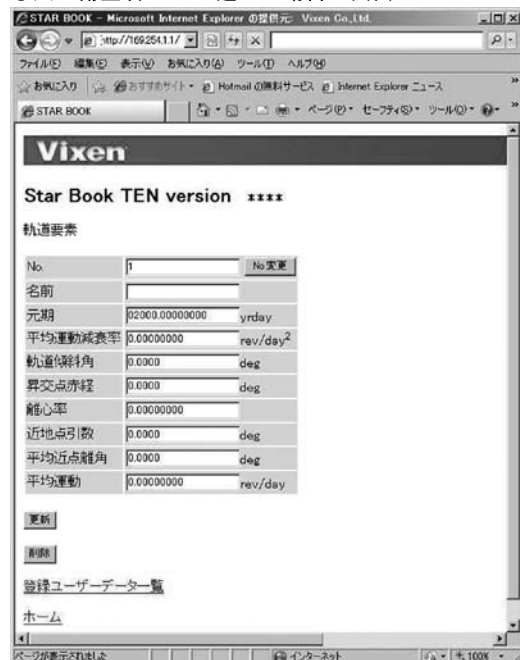 STAR BOOK - Microsoft Internet Explorer の提供元: Vixen Co.,Ltd.
http://169.254.1.1/
ファイル(F) 編集(E) 表示(V) お気に入り(A) ツール(T) ヘルプ(H)
お気に入り おすすめサイト Hotmail の無料サービス Internet Explorer ニュース
STAR BOOK ページ(P) セーフティ(S) ツール(O)
Vixen
Star Book TEN version ****
軌道要素
No. 1 No変更
名前
元期 02000.00000000 yrday
平均運動減衰率 0.00000000 rev/day²
軌道傾斜角 0.0000 deg
昇交点赤経 0.0000 deg
離心率 0.00000000
近地点引数 0.0000 deg
平均近点離角 0.0000 deg
平均運動 0.00000000 rev/day
更新
削除
登録ユーザーデータ一覧
ホーム
ページが表示されました インターネット 100%